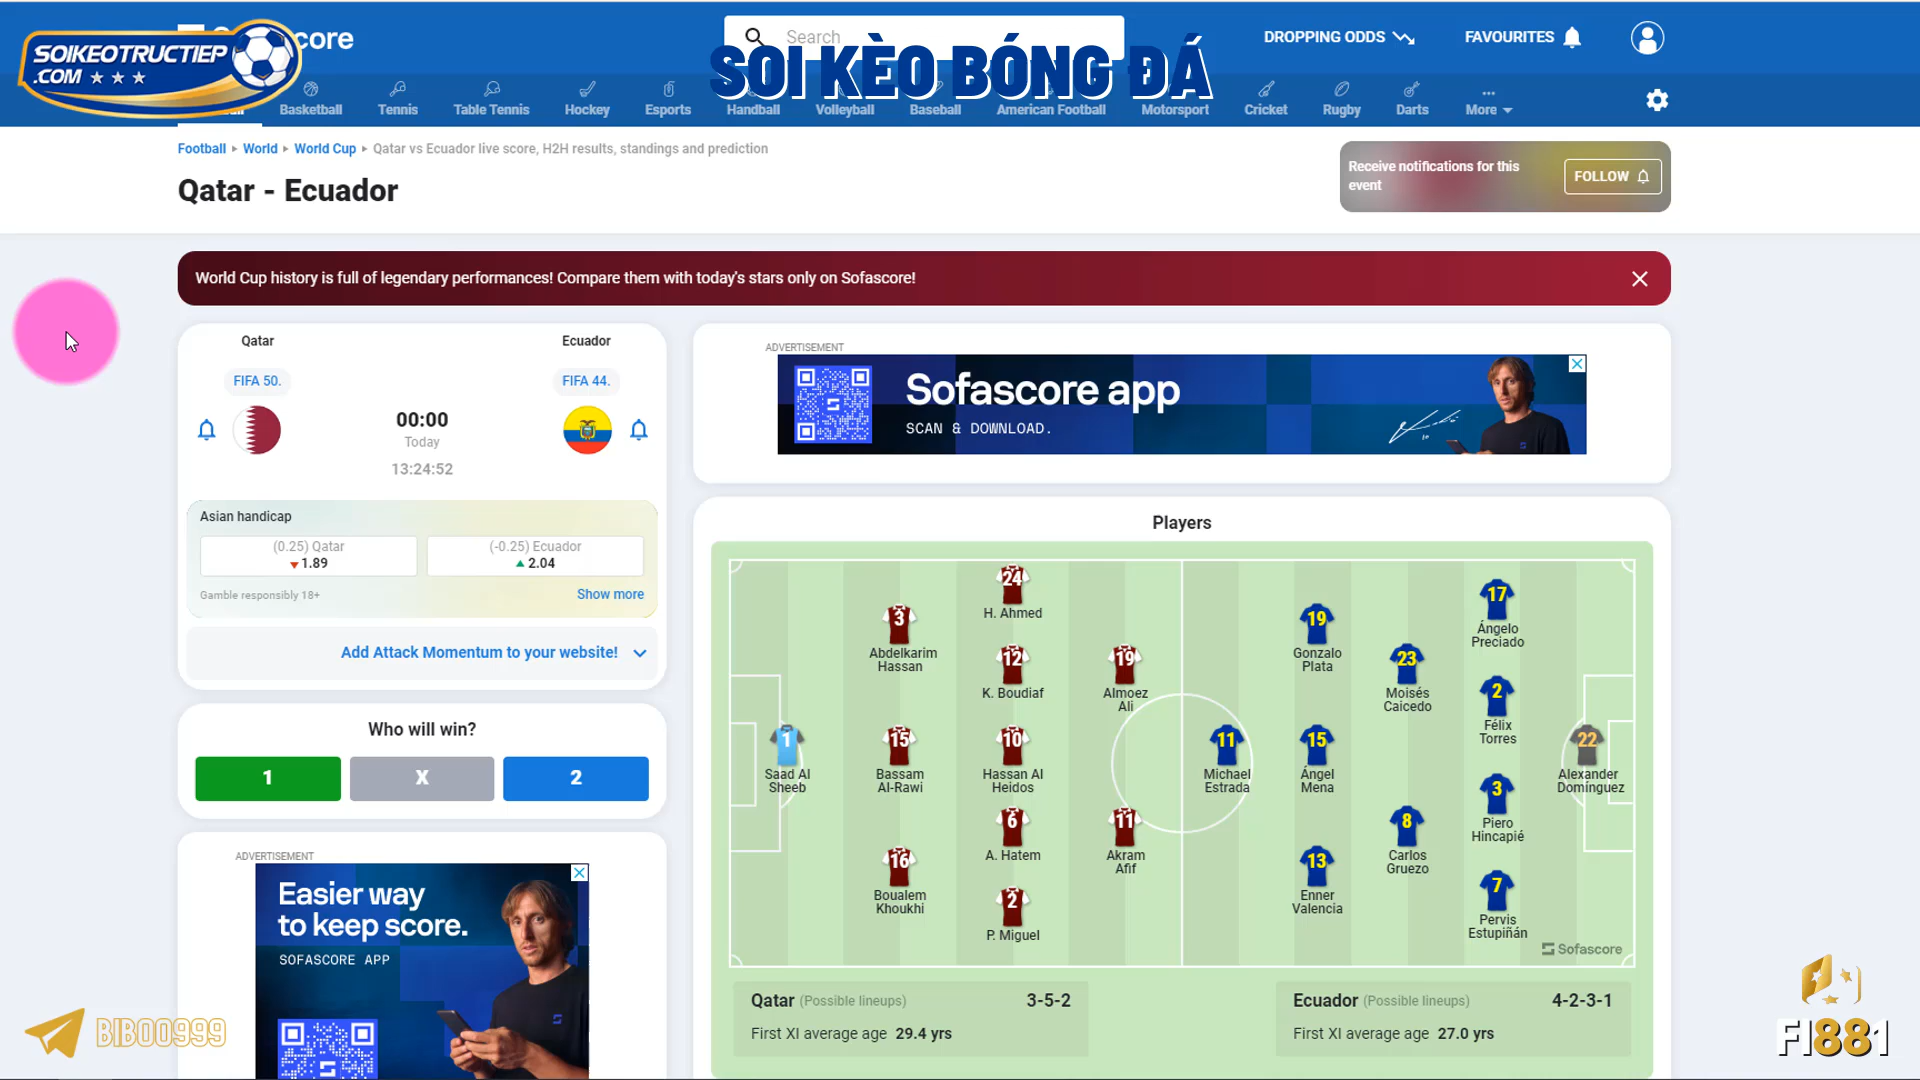 SOIKEOTRUCTIEP
.COM
core
Search
SOI KÈO BÓNG ĐÁ
DROPPING ODDS
FAVOURITES
Basketball
Tennis
Table Tennis
Hockey
Esports
Handball
Volleyball
Baseball
American Football
Motorsport
Cricket
Rugby
Darts
More
Football World World Cup Qatar vs Ecuador live score, H2H results, standings and prediction
Qatar - Ecuador
Receive notifications for this
event
FOLLOW
World Cup history is full of legendary performances! Compare them with today's stars only on Sofascore!
Qatar
Ecuador
FIFA 50.
FIFA 44.
00:00
Today
13:24:52
Asian handicap
(0.25) Qatar
1.89
(-0.25) Ecuador
2.04
Gamble responsibly 18+
Show more
Add Attack Momentum to your website!
Who will win?
1
X
2
ADVERTISEMENT
Easier way
to keep score.
SOFASCORE APP
BIBOO999
ADVERTISEMENT
Sofascore app
SCAN & DOWNLOAD.
Players
1
Saad Al
Sheeb
3
Abdelkarim
Hassan
15
Bassam
Al-Rawi
16
Boualem
Khoukhi
24
H. Ahmed
12
K. Boudiaf
10
Hassan Al
Heidos
6
A. Hatem
2
P. Miguel
19
Almoez
Ali
11
Akram
Afif
11
Michael
Estrada
19
Gonzalo
Plata
15
Ángel
Mena
13
Enner
Valencia
23
Moisés
Caicedo
8
Carlos
Gruezo
17
Ángelo
Preciado
2
Félix
Torres
3
Piero
Hincapié
7
Pervis
Estupiñán
22
Alexander
Domínguez
Sofascore
Qatar (Possible lineups) 3-5-2
First XI average age 29.4 yrs
Ecuador (Possible lineups) 4-2-3-1
First XI average age 27.0 yrs
FI881